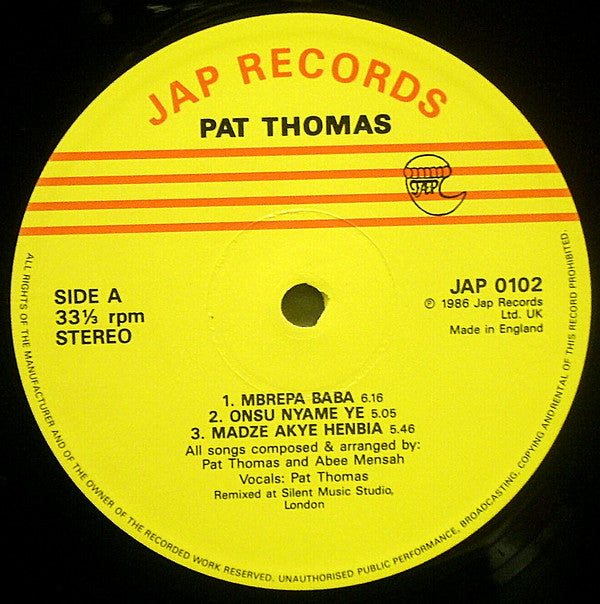 JAP RECORDS
PAT THOMAS
JAP
SIDE A
33⅓ rpm
STEREO
JAP 0102
℗ 1986 Jap Records
Ltd. UK
Made in England
1. MBREPA BABA 6.16
2. ONSU NYAME YE 5.05
3. MADZE AKYE HENBIA 5.46
All songs composed & arranged by:
Pat Thomas and Abee Mensah
Vocals: Pat Thomas
Remixed at Silent Music Studio,
London
ALL RIGHTS OF THE MANUFACTURER AND OF THE OWNER OF THE RECORDED WORK RESERVED. UNAUTHORISED PUBLIC PERFORMANCE, BROADCASTING, COPYING AND RENTAL OF THIS RECORD PROHIBITED.